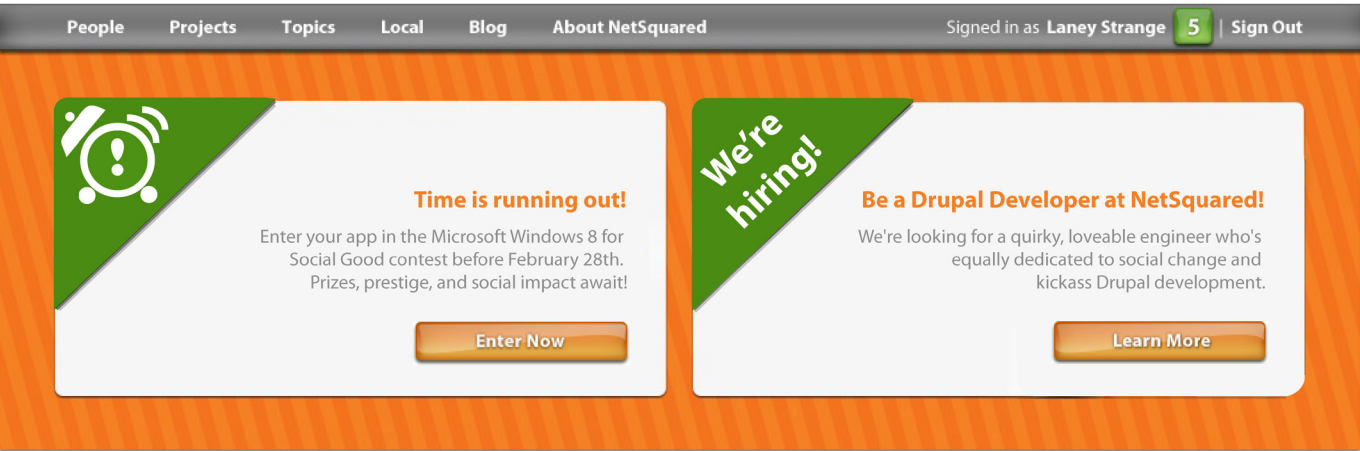 People Projects Topics Local Blog About NetSquared Signed in as Laney Strange 5 | Sign Out
Time is running out!
Enter your app in the Microsoft Windows 8 for
Social Good contest before February 28th.
Prizes, prestige, and social impact await!
Enter Now
We're
hiring!
Be a Drupal Developer at NetSquared!
We're looking for a quirky, loveable engineer who's
equally dedicated to social change and
kickass Drupal development.
Learn More